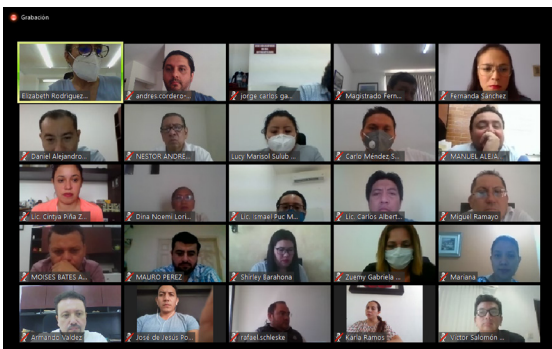 Grabación
Elizabeth Rodriguez...
andres.cordero-...
jorge carlos ga...
Magistrado Fern...
Fernanda Sánchez
Daniel Alejandro...
NESTOR ANDRE...
Lucy Marisol Sulub ...
Carlo Méndez S...
MANUEL ALEJA...
Lic. Cintya Piña Z...
Dina Noemi Lori...
Lic. Ismael Puc M...
Lic. Carlos Albert...
Miguel Ramayo
MOISES BATES A...
MAURO PEREZ
Shirley Earahona
Zuemy Gabriela ...
Mariana
Armando Valdez
José de Jesús Po...
rafael.schleske
Karla Ramos
Victor Salomón ...